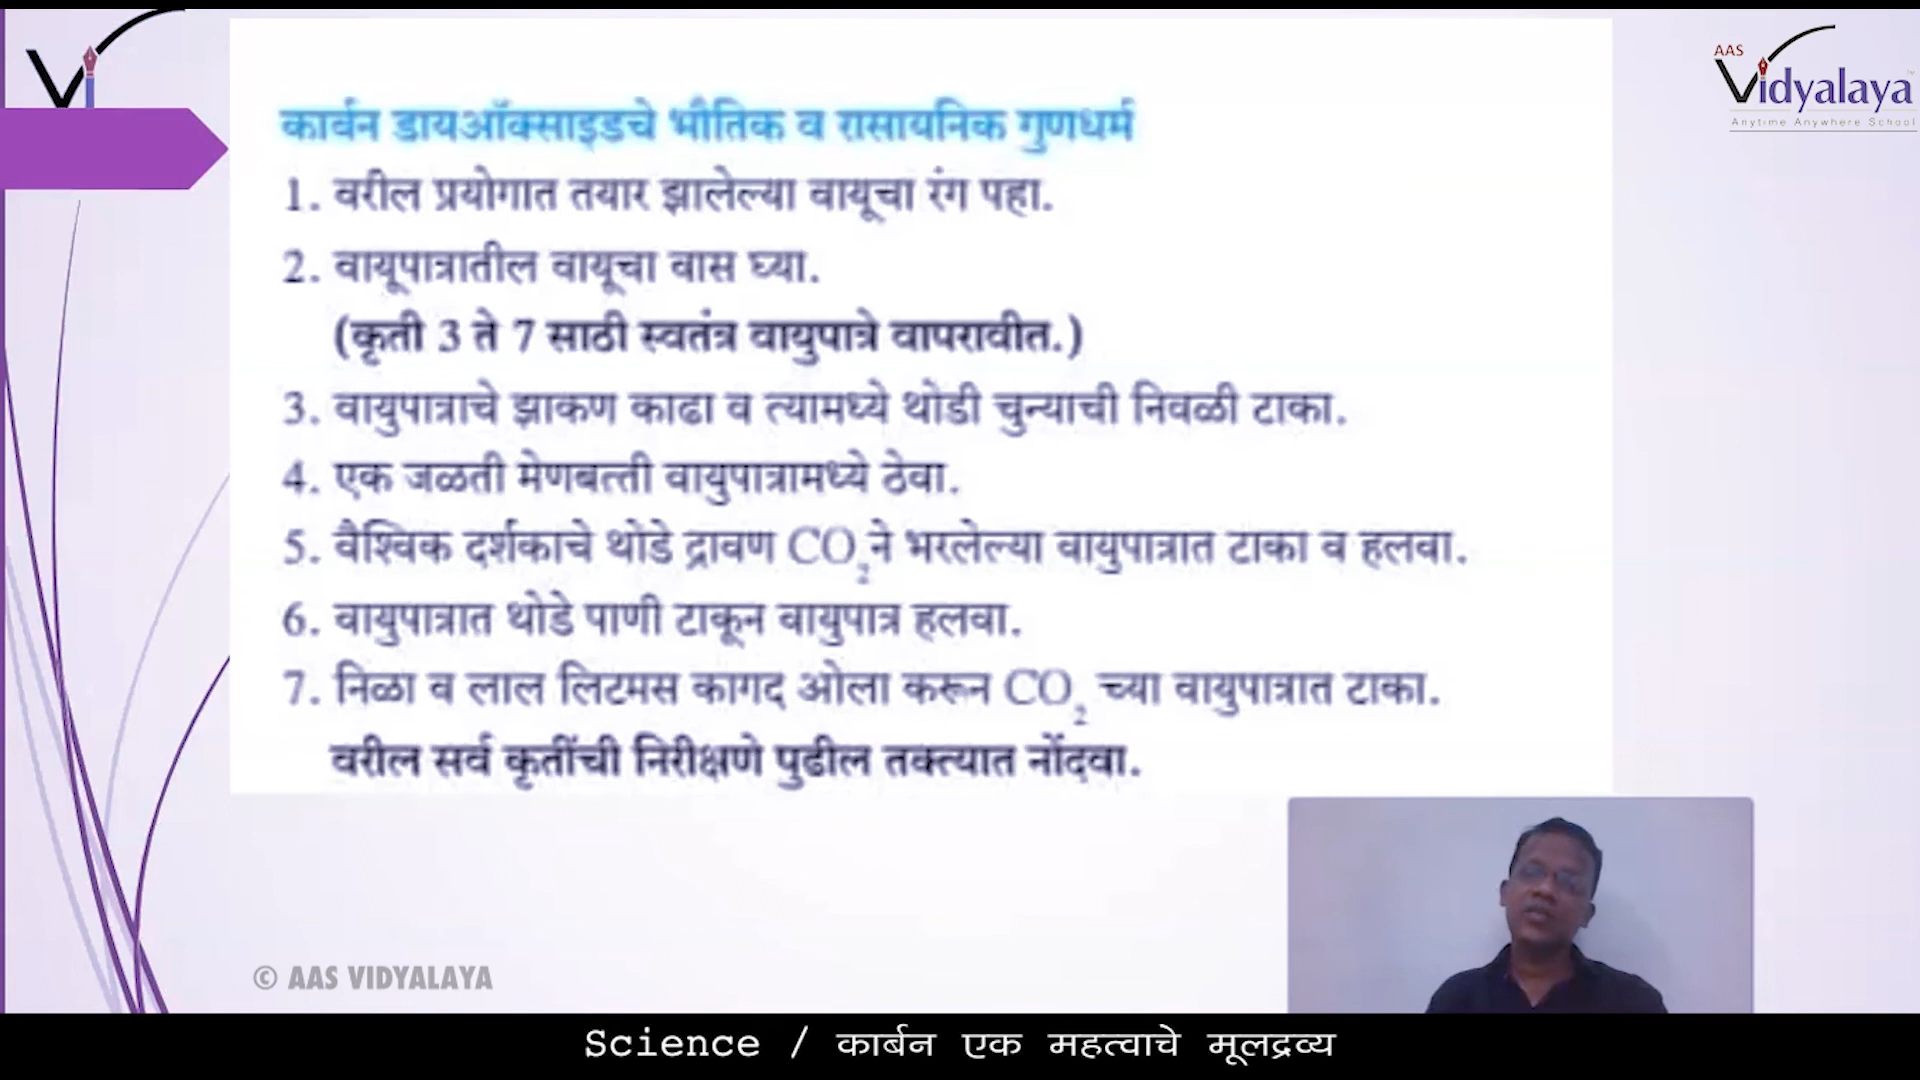 AAS
Vidyalaya
Anytime Anywhere School
कार्बन डायऑक्साइडचे भौतिक व रासायनिक गुणधर्म
1. वरील प्रयोगात तयार झालेल्या वायूचा रंग पहा.
2. वायूपात्रातील वायूचा वास घ्या.
(कृती 3 ते 7 साठी स्वतंत्र वायुपात्रे वापरावीत.)
3. वायुपात्राचे झाकण काढा व त्यामध्ये थोडी चुन्याची निवळी टाका.
4. एक जळती मेणबत्ती वायुपात्रामध्ये ठेवा.
5. वैश्विक दर्शकाचे थोडे द्रावण CO₂ने भरलेल्या वायुपात्रात टाका व हलवा.
6. वायुपात्रात थोडे पाणी टाकून वायुपात्र हलवा.
7. निळा व लाल लिटमस कागद ओला करून CO₂ च्या वायुपात्रात टाका.
वरील सर्व कृतींची निरीक्षणे पुढील तक्त्यात नोंदवा.
© AAS VIDYALAYA
Science / कार्बन एक महत्वाचे मूलद्रव्य